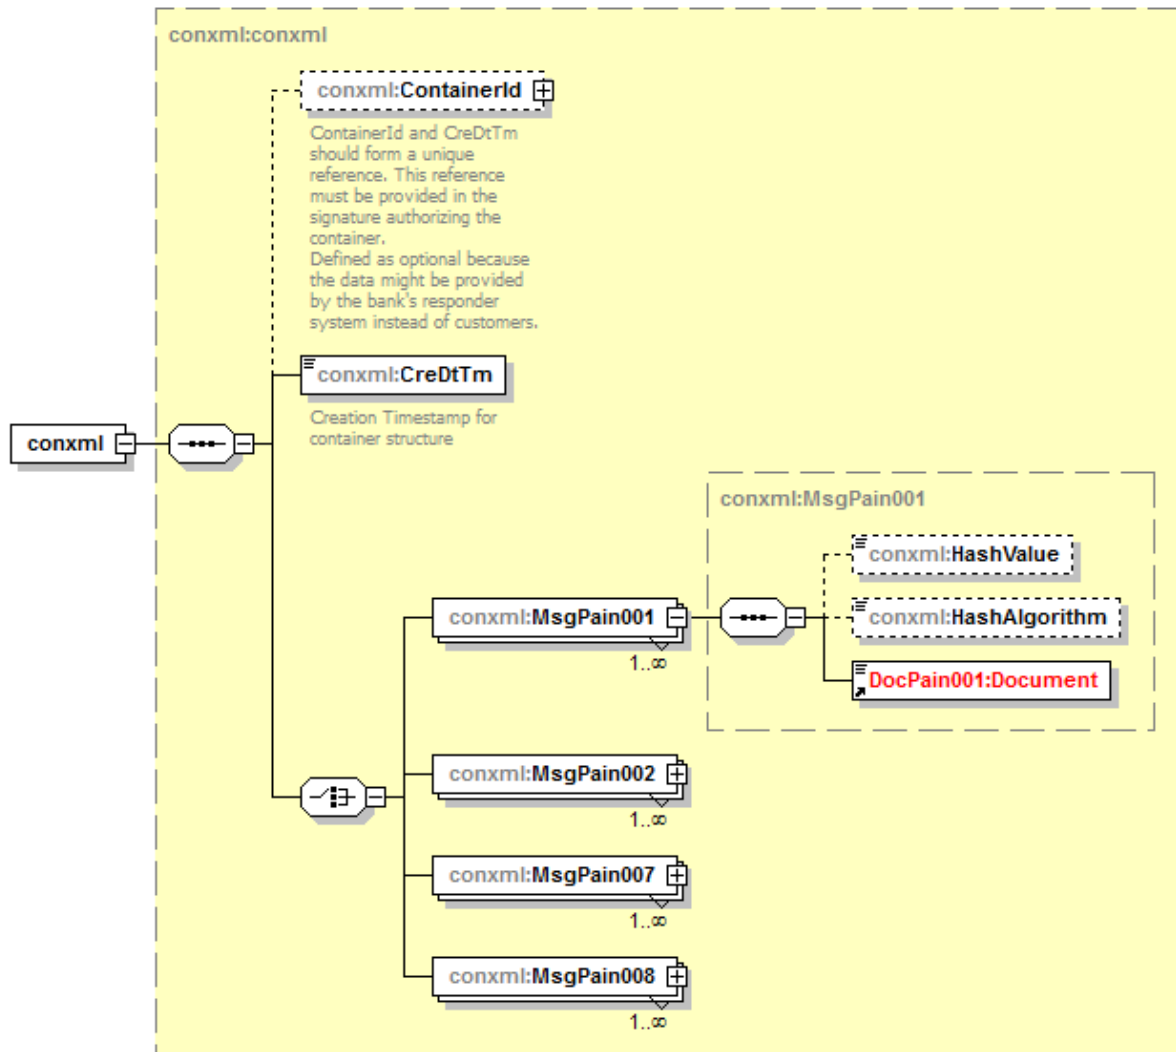 conxml:conxml
conxml:ContainerId
ContainerId and CreDtTm
should form a unique
reference. This reference
must be provided in the
signature authorizing the
container.
Defined as optional because
the data might be provided
by the bank's responder
system instead of customers.
conxml:CreDtTm
Creation Timestamp for
container structure
conxml
conxml:MsgPain001
conxml:HashValue
conxml:MsgPain001
1..∞
conxml:HashAlgorithm
DocPain001:Document
conxml:MsgPain002
1..∞
conxml:MsgPain007
1..∞
conxml:MsgPain008
1..∞